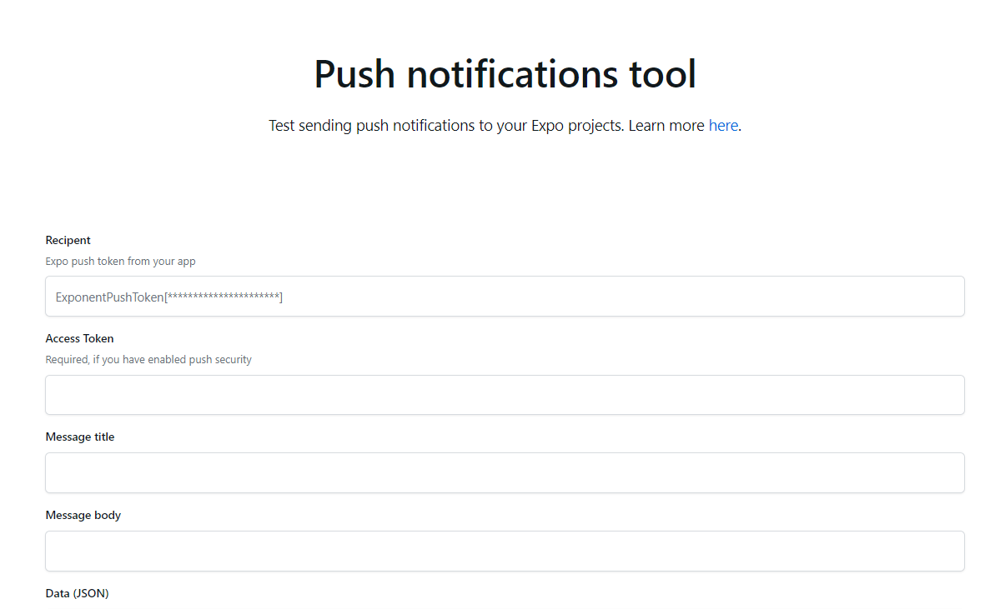 Push notifications tool
Test sending push notifications to your Expo projects. Learn more here.
Recipent
Expo push token from your app
ExponentPushToken[**********************]
Access Token
Required, if you have enabled push security
Message title
Message body
Data (JSON)